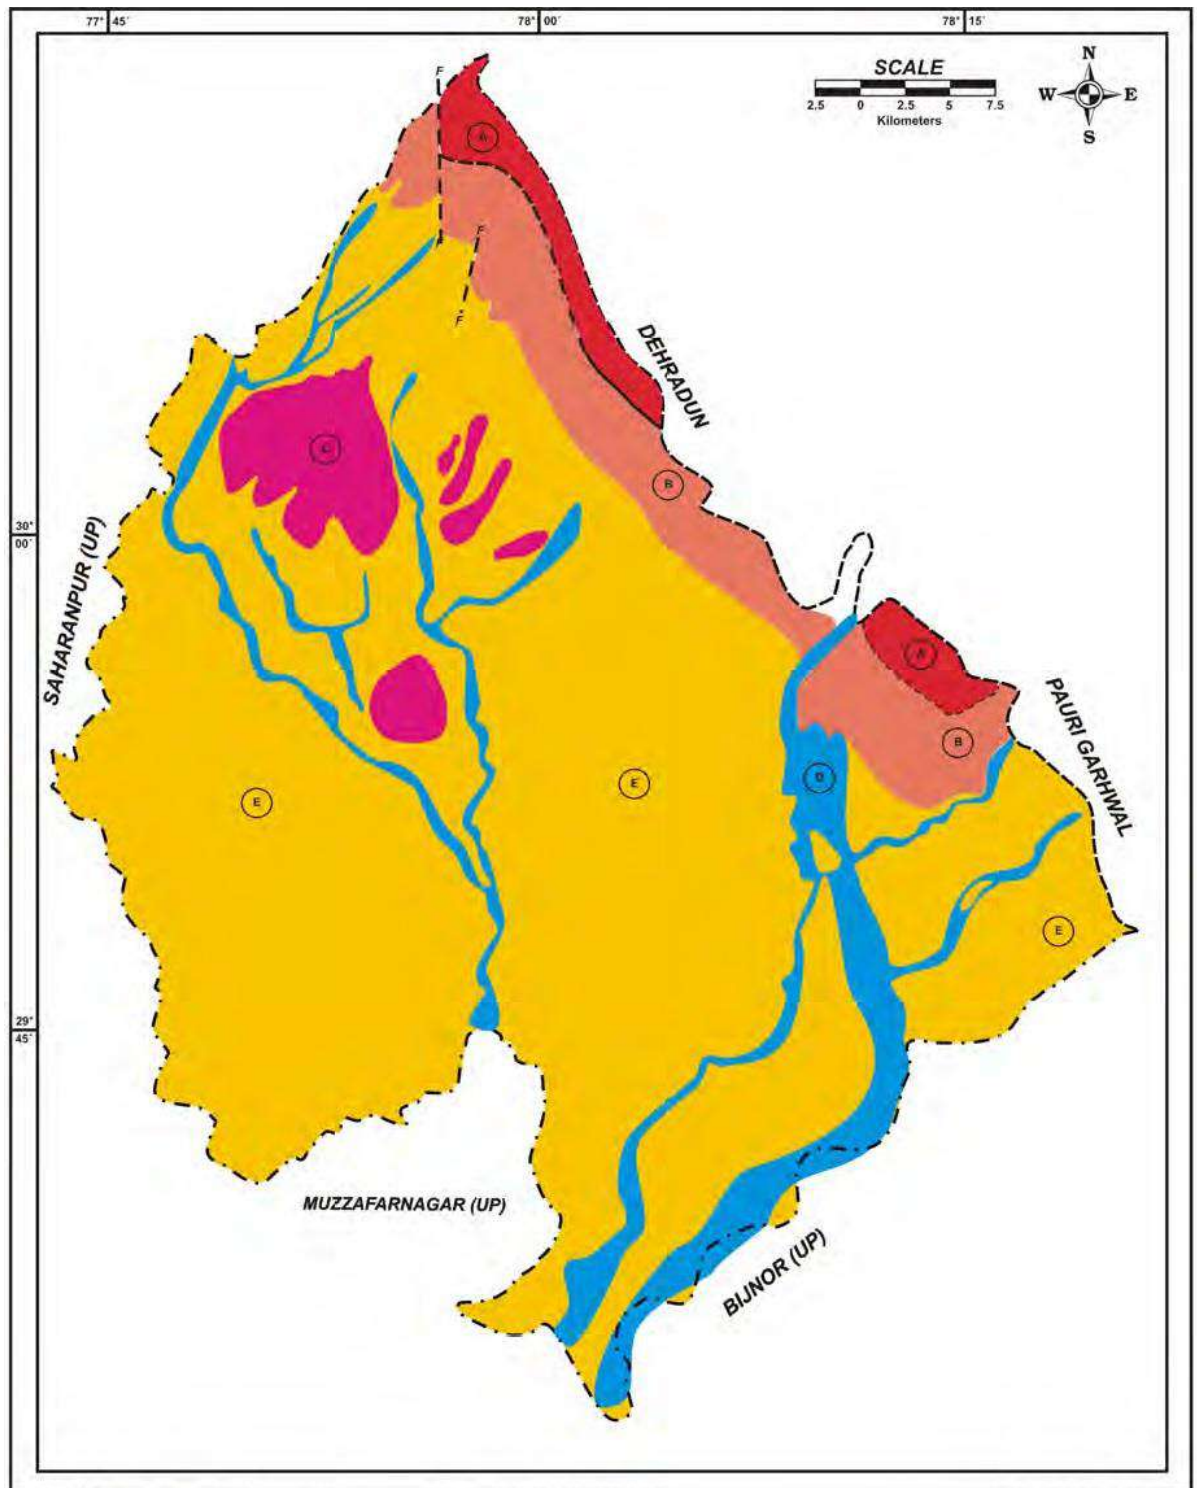 77° 45´
78° 00´
78° 15´
SCALE
2.5 0 2.5 5 7.5
Kilometers
N
W E
S
F
A
F
F
F
DEHRADUN
C
B
30°
00´
SAHARANPUR (UP)
A
PAURI GARHWAL
B
D
E
E
E
29°
45´
MUZZAFARNAGAR (UP)
BIJNOR (UP)